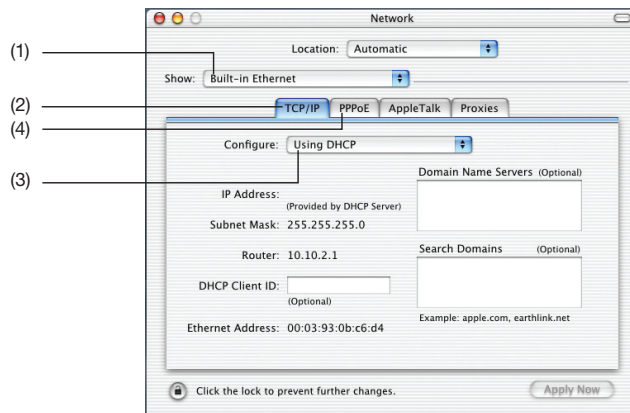 Network
Location: Automatic
(1)
Show: Built-in Ethernet
(2)
TCP/IP PPPoE AppleTalk Proxies
(4)
Configure: Using DHCP
(3)
Domain Name Servers (Optional)
IP Address:
(Provided by DHCP Server)
Subnet Mask: 255.255.255.0
Router: 10.10.2.1
Search Domains (Optional)
DHCP Client ID:
(Optional)
Example: apple.com, earthlink.net
Ethernet Address: 00:03:93:0b:c6:d4
Click the lock to prevent further changes.
Apply Now